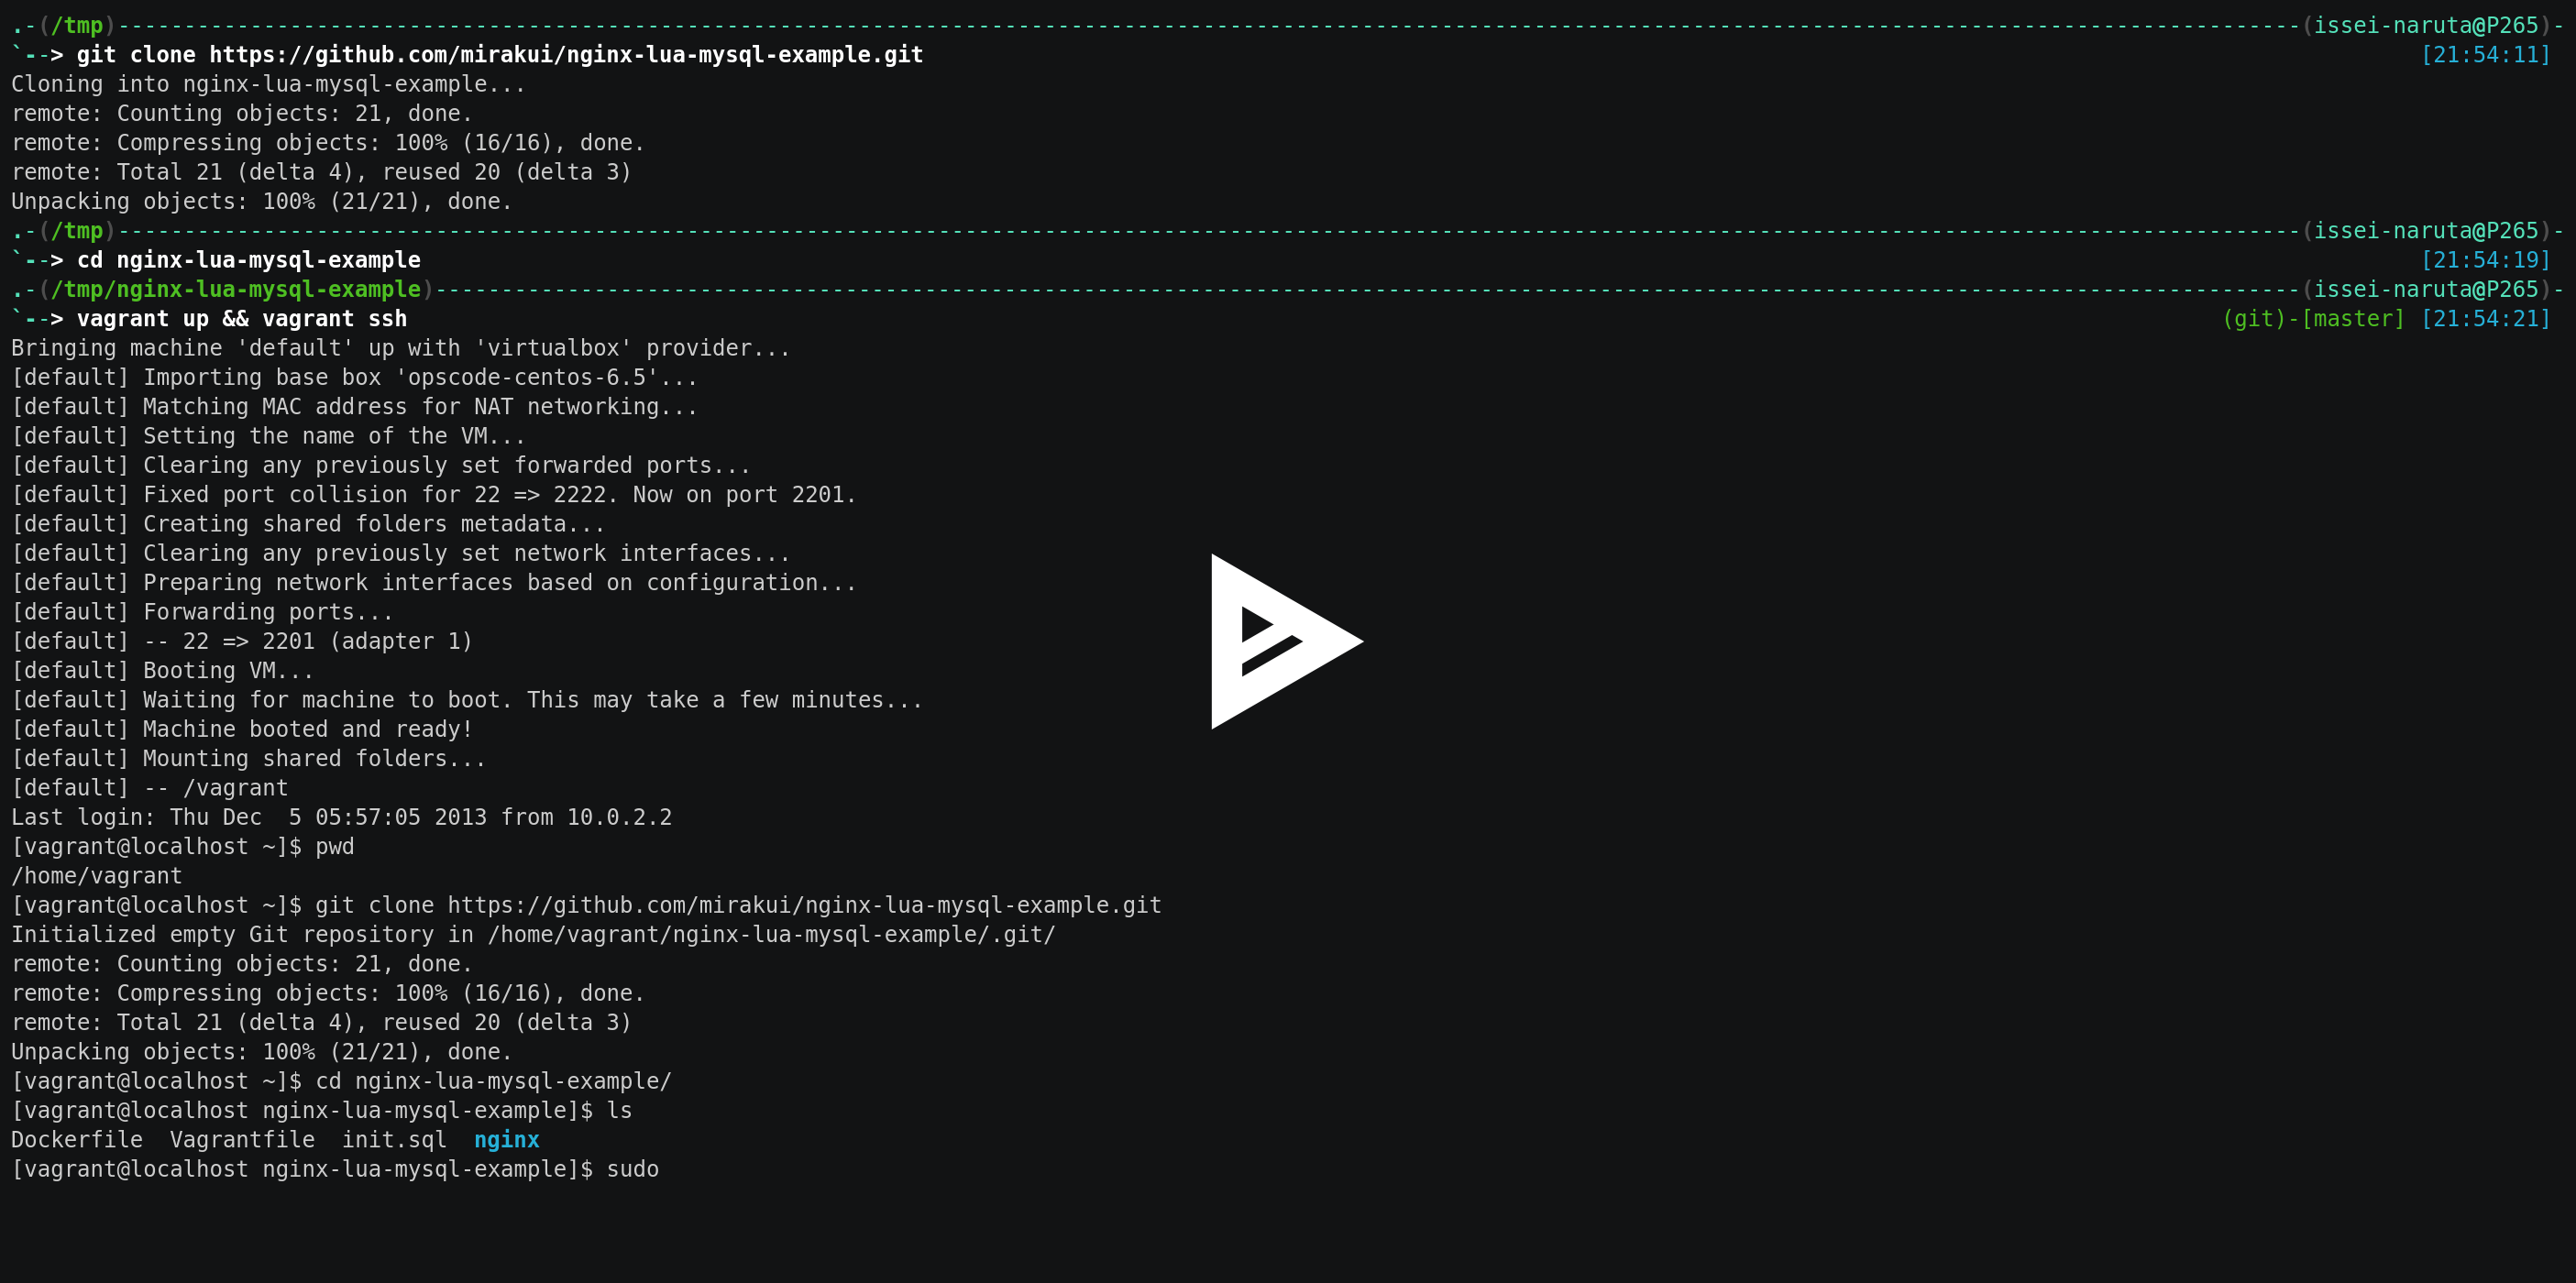 .-(/tmp)---------------------------------------------------------------------------------------------------------------------------------------------------------------------(issei-naruta@P265)-
`--> git clone https://github.com/mirakui/nginx-lua-mysql-example.git [21:54:11]
Cloning into nginx-lua-mysql-example...
remote: Counting objects: 21, done.
remote: Compressing objects: 100% (16/16), done.
remote: Total 21 (delta 4), reused 20 (delta 3)
Unpacking objects: 100% (21/21), done.
.-(/tmp)---------------------------------------------------------------------------------------------------------------------------------------------------------------------(issei-naruta@P265)-
`--> cd nginx-lua-mysql-example [21:54:19]
.-(/tmp/nginx-lua-mysql-example)---------------------------------------------------------------------------------------------------------------------------------------------(issei-naruta@P265)-
`--> vagrant up && vagrant ssh (git)-[master] [21:54:21]
Bringing machine 'default' up with 'virtualbox' provider...
[default] Importing base box 'opscode-centos-6.5'...
[default] Matching MAC address for NAT networking...
[default] Setting the name of the VM...
[default] Clearing any previously set forwarded ports...
[default] Fixed port collision for 22 => 2222. Now on port 2201.
[default] Creating shared folders metadata...
[default] Clearing any previously set network interfaces...
[default] Preparing network interfaces based on configuration...
[default] Forwarding ports...
[default] -- 22 => 2201 (adapter 1)
[default] Booting VM...
[default] Waiting for machine to boot. This may take a few minutes...
[default] Machine booted and ready!
[default] Mounting shared folders...
[default] -- /vagrant
Last login: Thu Dec  5 05:57:05 2013 from 10.0.2.2
[vagrant@localhost ~]$ pwd
/home/vagrant
[vagrant@localhost ~]$ git clone https://github.com/mirakui/nginx-lua-mysql-example.git
Initialized empty Git repository in /home/vagrant/nginx-lua-mysql-example/.git/
remote: Counting objects: 21, done.
remote: Compressing objects: 100% (16/16), done.
remote: Total 21 (delta 4), reused 20 (delta 3)
Unpacking objects: 100% (21/21), done.
[vagrant@localhost ~]$ cd nginx-lua-mysql-example/
[vagrant@localhost nginx-lua-mysql-example]$ ls
Dockerfile  Vagrantfile  init.sql  nginx
[vagrant@localhost nginx-lua-mysql-example]$ sudo